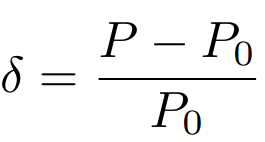 δ = (P − P₀) / P₀